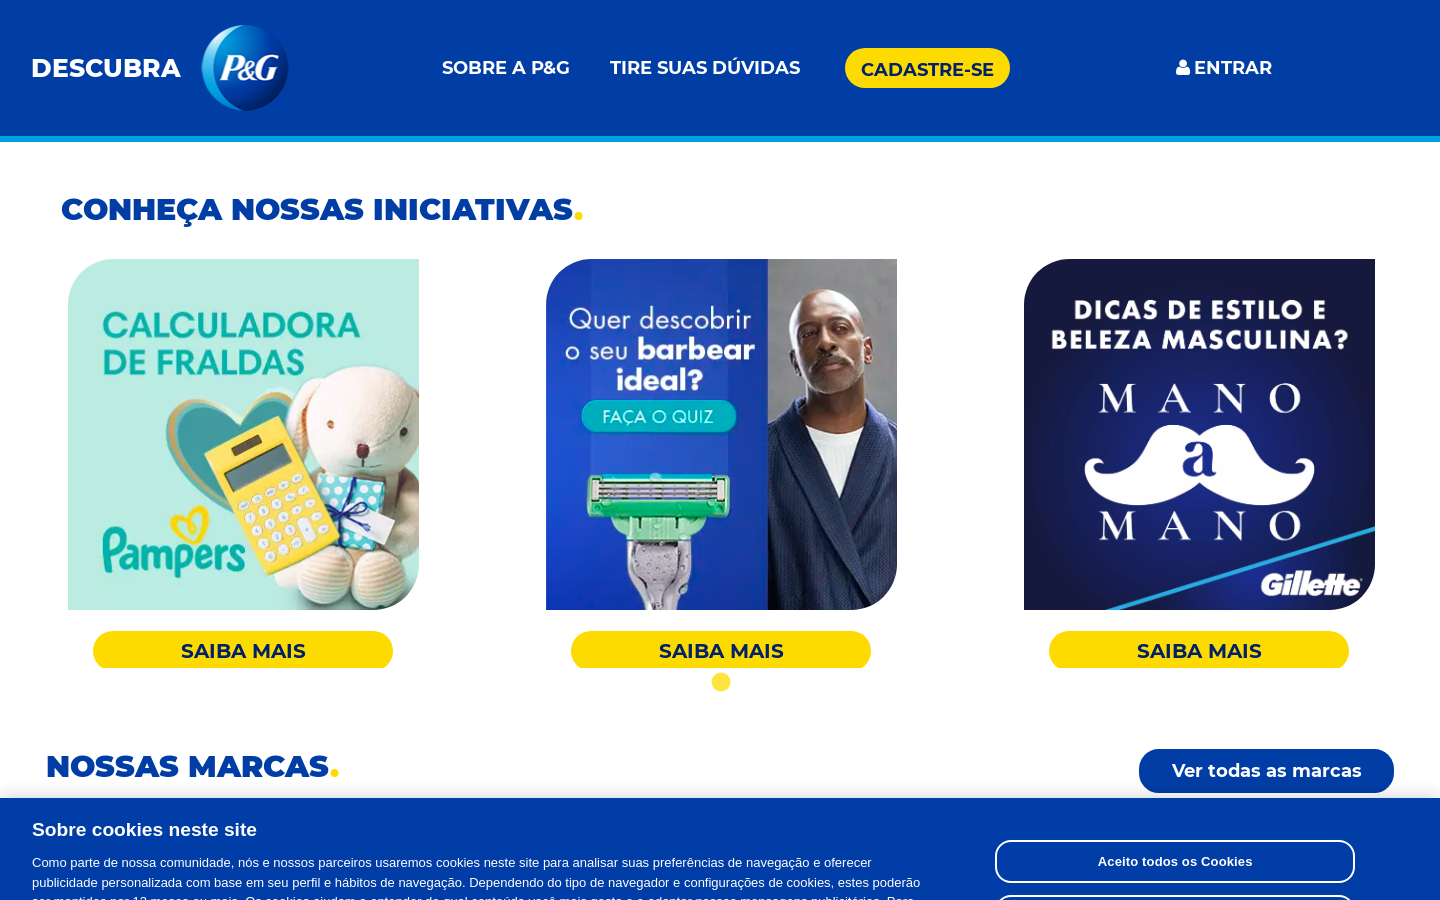 DESCUBRA
P&G
SOBRE A P&G
TIRE SUAS DÚVIDAS
CADASTRE-SE
ENTRAR
CONHEÇA NOSSAS INICIATIVAS.
CALCULADORA
DE FRALDAS
Pampers
SAIBA MAIS
Quer descobrir
o seu barbear
ideal?
FAÇA O QUIZ
SAIBA MAIS
DICAS DE ESTILO E
BELEZA MASCULINA?
MANO
a
MANO
Gillette
SAIBA MAIS
NOSSAS MARCAS.
Ver todas as marcas
Sobre cookies neste site
Como parte de nossa comunidade, nós e nossos parceiros usaremos cookies neste site para analisar suas preferências de navegação e oferecer
publicidade personalizada com base em seu perfil e hábitos de navegação. Dependendo do tipo de navegador e configurações de cookies, estes poderão
Aceito todos os Cookies